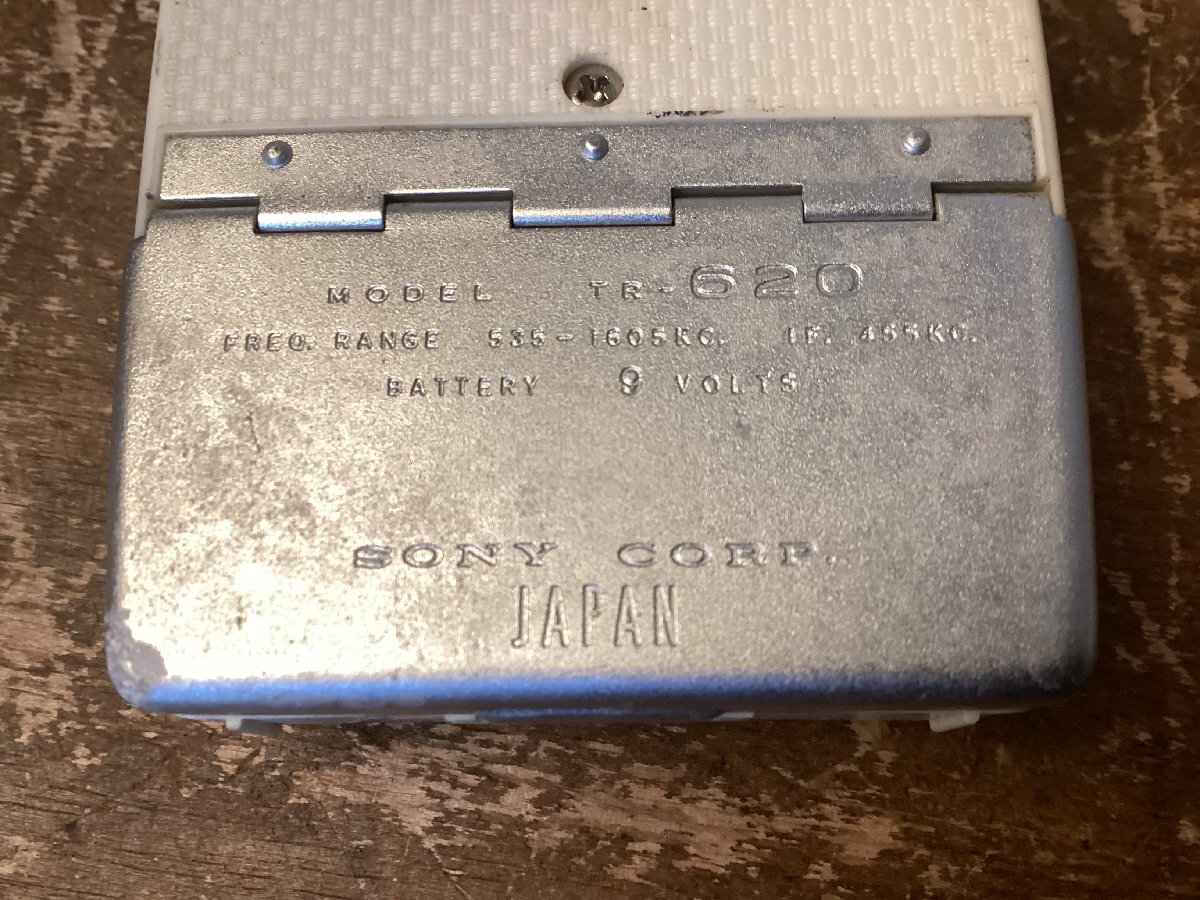 MODEL TR-620
FREQ. RANGE 535-1605KC. IF. 455KC.
BATTERY 9 VOLTS
SONY CORP.
JAPAN